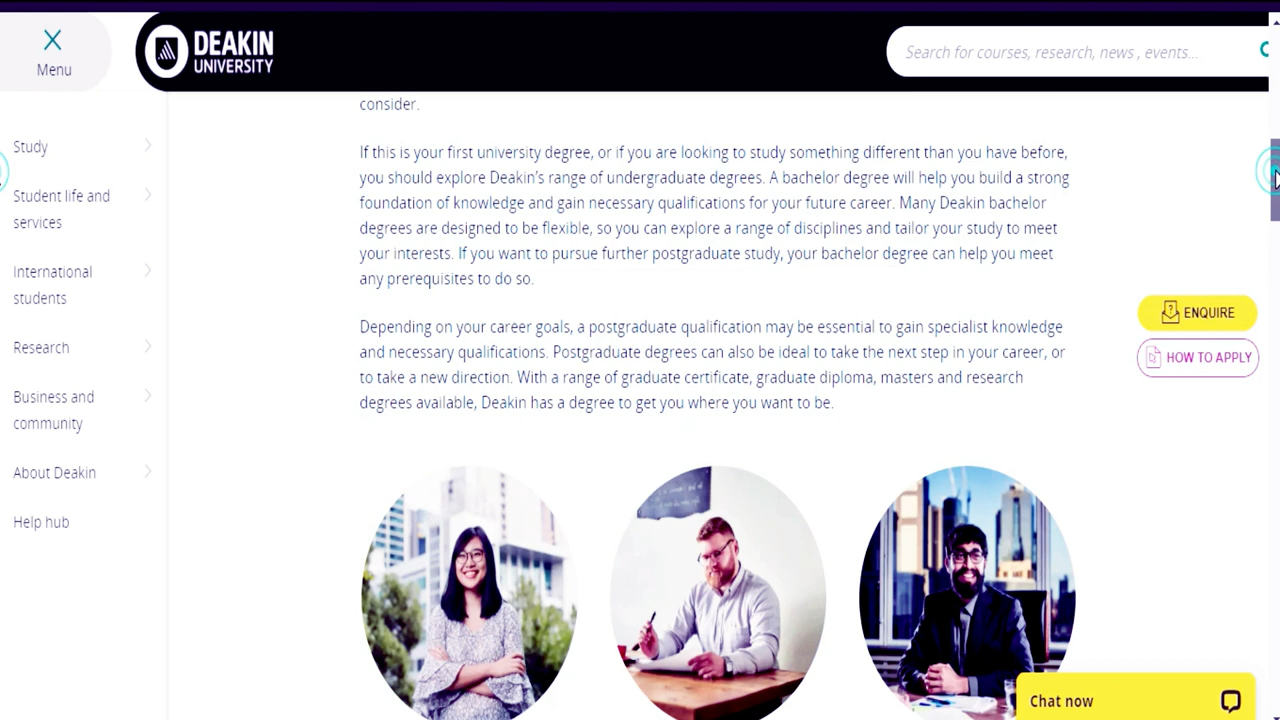 Menu
DEAKIN
UNIVERSITY
Search for courses, research, news , events...
Study
Student life and
services
International
students
Research
Business and
community
About Deakin
Help hub
consider.
If this is your first university degree, or if you are looking to study something different than you have before,
you should explore Deakin’s range of undergraduate degrees. A bachelor degree will help you build a strong
foundation of knowledge and gain necessary qualifications for your future career. Many Deakin bachelor
degrees are designed to be flexible, so you can explore a range of disciplines and tailor your study to meet
your interests. If you want to pursue further postgraduate study, your bachelor degree can help you meet
any prerequisites to do so.
Depending on your career goals, a postgraduate qualification may be essential to gain specialist knowledge
and necessary qualifications. Postgraduate degrees can also be ideal to take the next step in your career, or
to take a new direction. With a range of graduate certificate, graduate diploma, masters and research
degrees available, Deakin has a degree to get you where you want to be.
ENQUIRE
HOW TO APPLY
Chat now